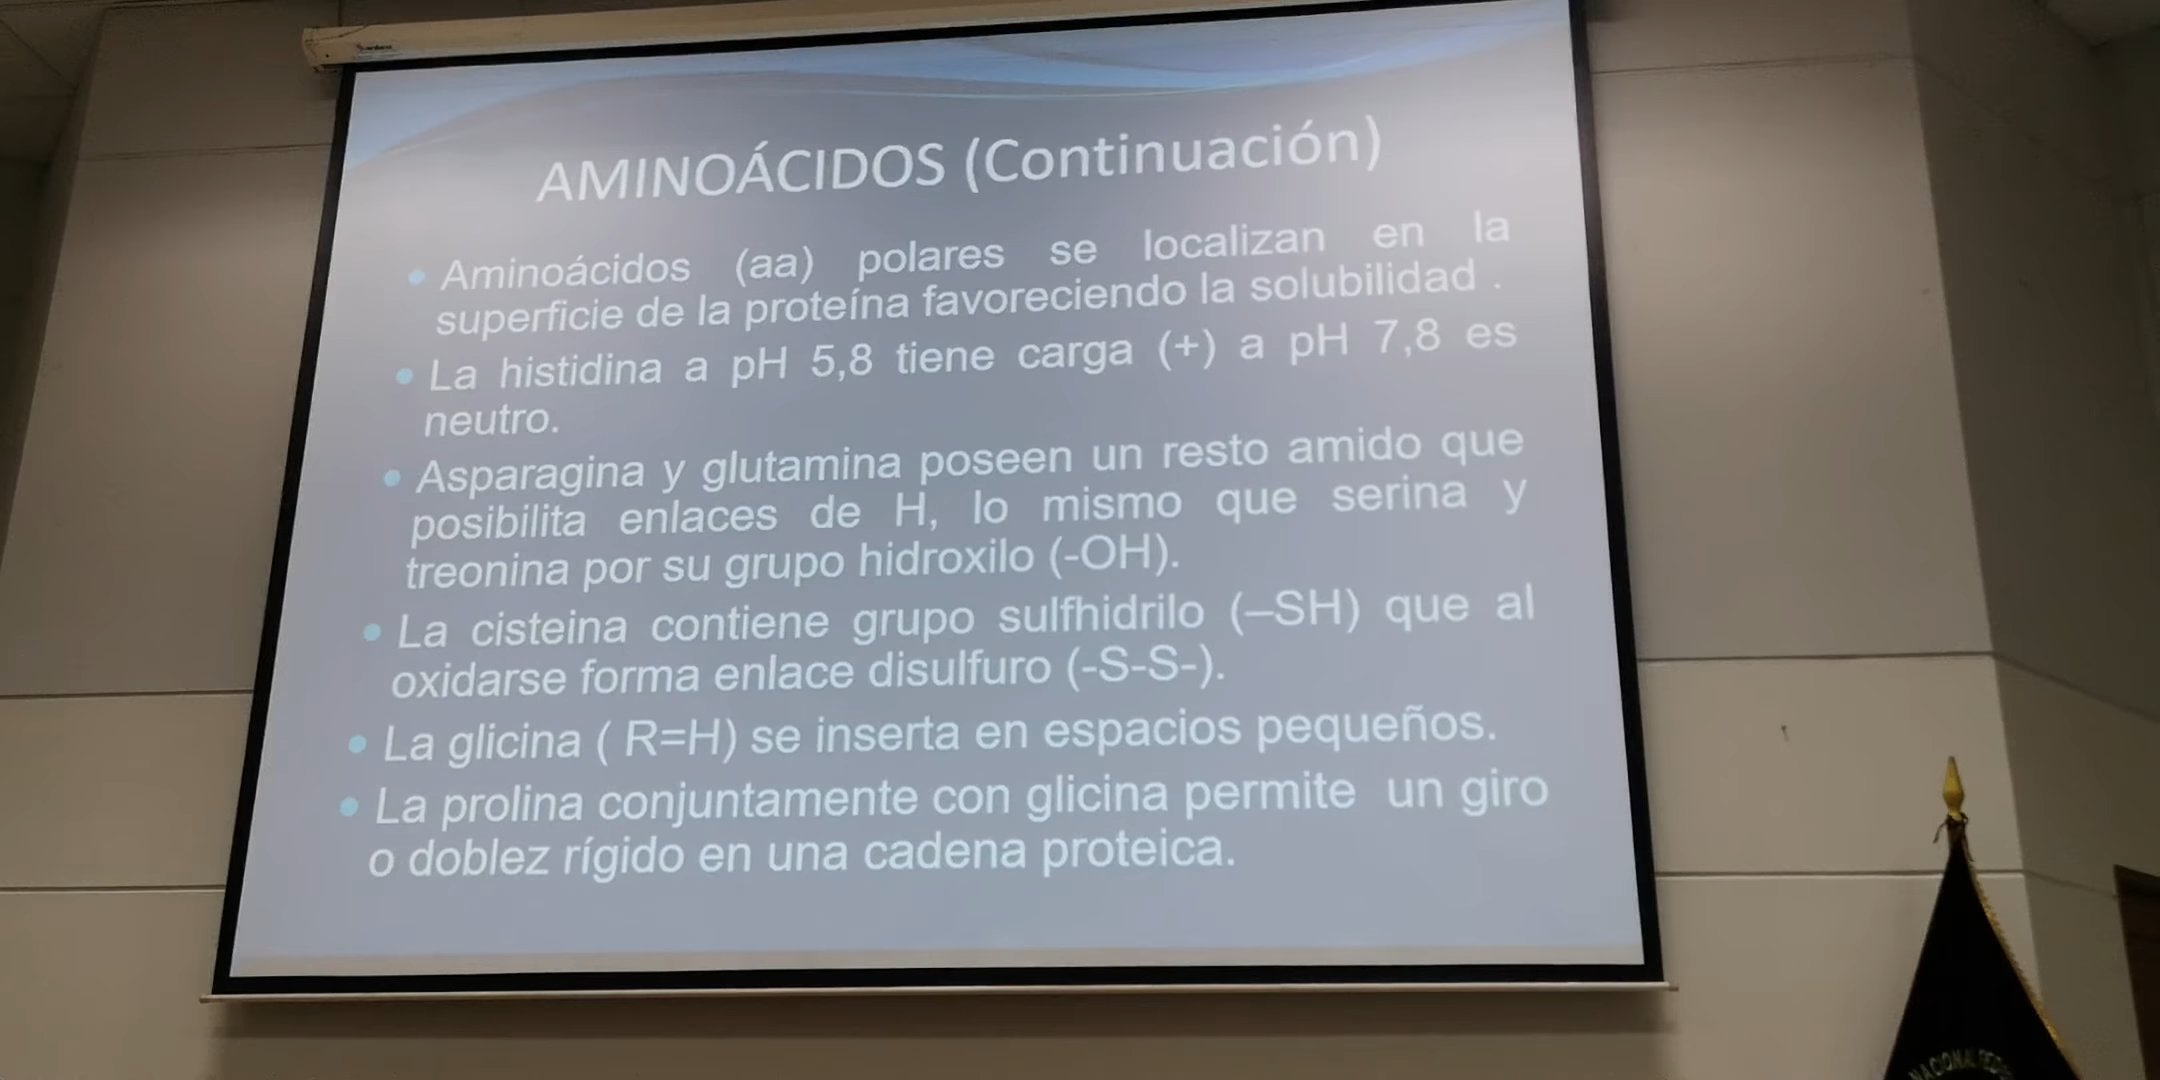 AMINOÁCIDOS (Continuación)
• Aminoácidos (aa) polares se localizan en la
superficie de la proteína favoreciendo la solubilidad .
• La histidina a pH 5,8 tiene carga (+) a pH 7,8 es
neutro.
• Asparagina y glutamina poseen un resto amido que
posibilita enlaces de H, lo mismo que serina y
treonina por su grupo hidroxilo (-OH).
• La cisteina contiene grupo sulfhidrilo (–SH) que al
oxidarse forma enlace disulfuro (-S-S-).
• La glicina ( R=H) se inserta en espacios pequeños.
• La prolina conjuntamente con glicina permite un giro
o doblez rígido en una cadena proteica.
NACIONAL